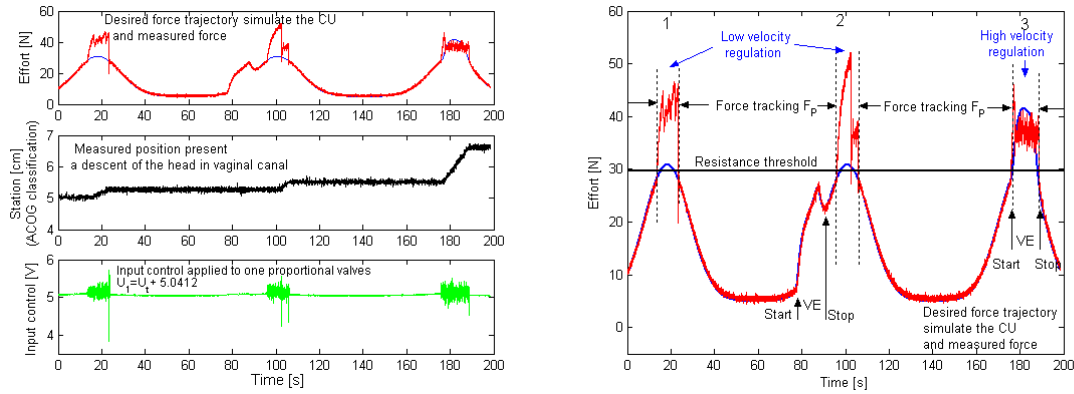 Desired force trajectory simulate the CU
and measured force
Effort [N]
60
40
20
0
0 20 40 60 80 100 120 140 160 180 200
Measured position present
a descent of the head in vaginal canal
Station [cm]
(ACOG classification)
7
6
5
4
0 20 40 60 80 100 120 140 160 180 200
Input control applied to one proportional valves
U1=Ut+ 5.0412
Input control [V]
6
5
4
0 20 40 60 80 100 120 140 160 180 200
Time [s]
1 2 3
Low velocity
regulation
High velocity
regulation
Force tracking FP
Force tracking FP
Resistance threshold
Effort [N]
60
50
40
30
20
10
0
Start
VE
Stop
Start
VE
Stop
Desired force trajectory
simulate the CU
and measured force
0 20 40 60 80 100 120 140 160 180 200
Time [s]